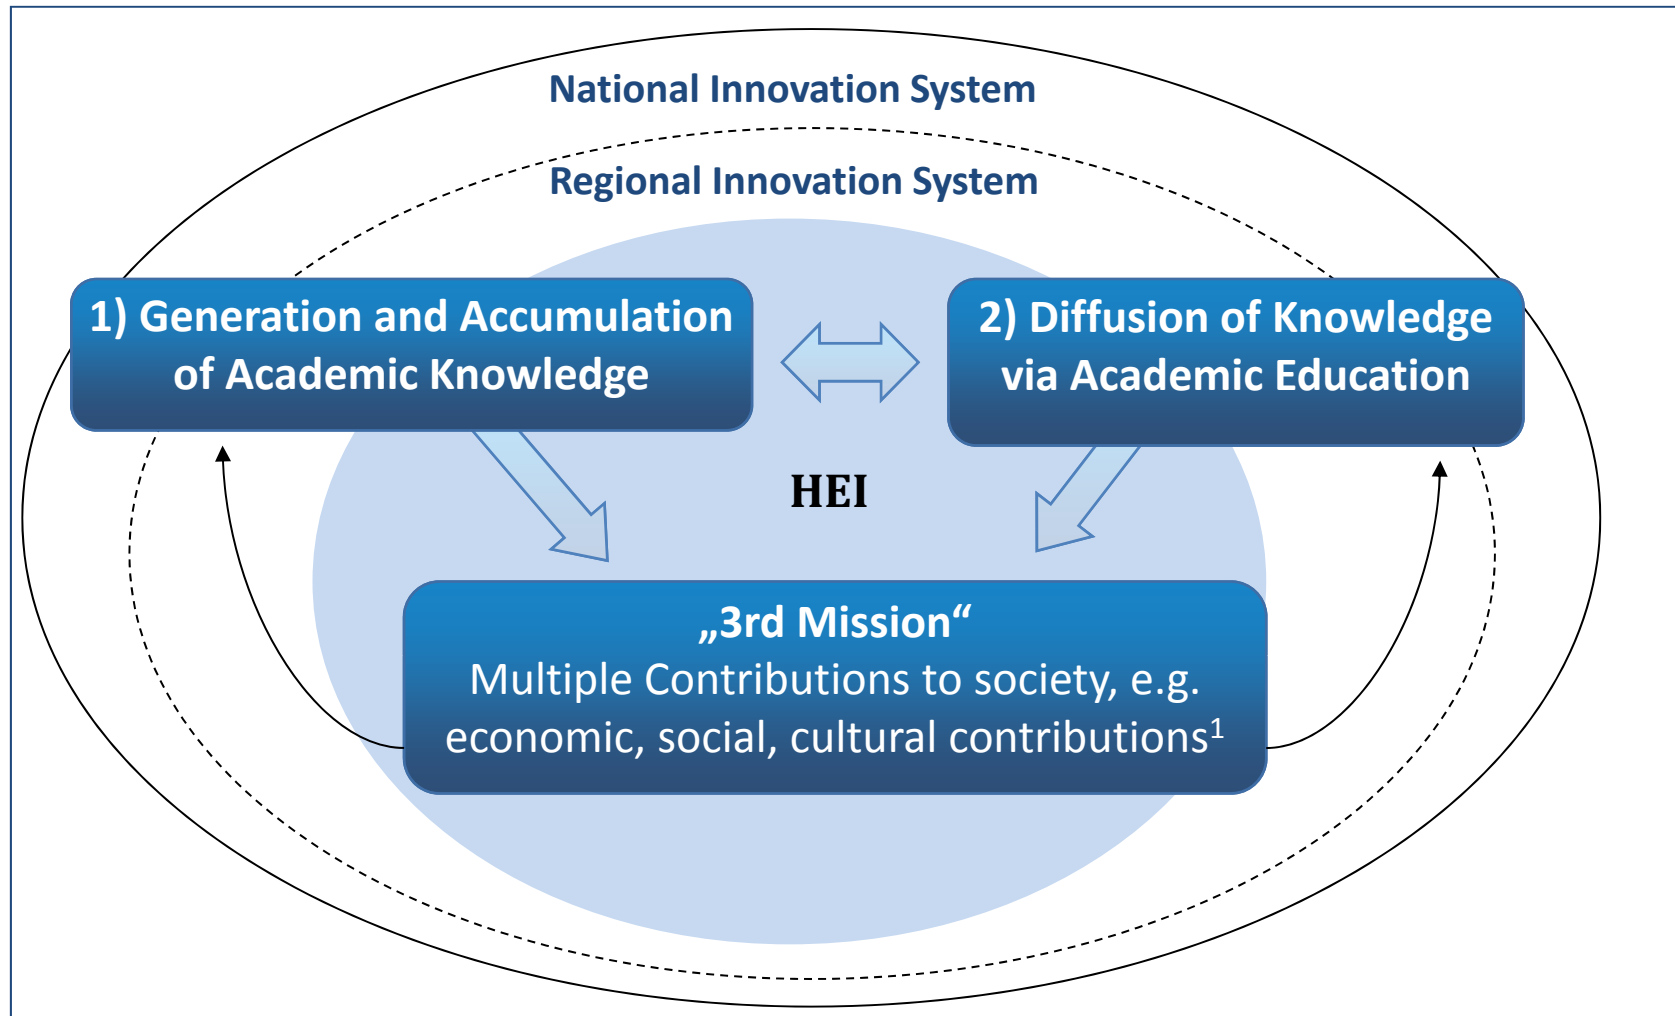 National Innovation System
Regional Innovation System
1) Generation and Accumulation
of Academic Knowledge
2) Diffusion of Knowledge
via Academic Education
HEI
„3rd Mission“
Multiple Contributions to society, e.g.
economic, social, cultural contributions¹